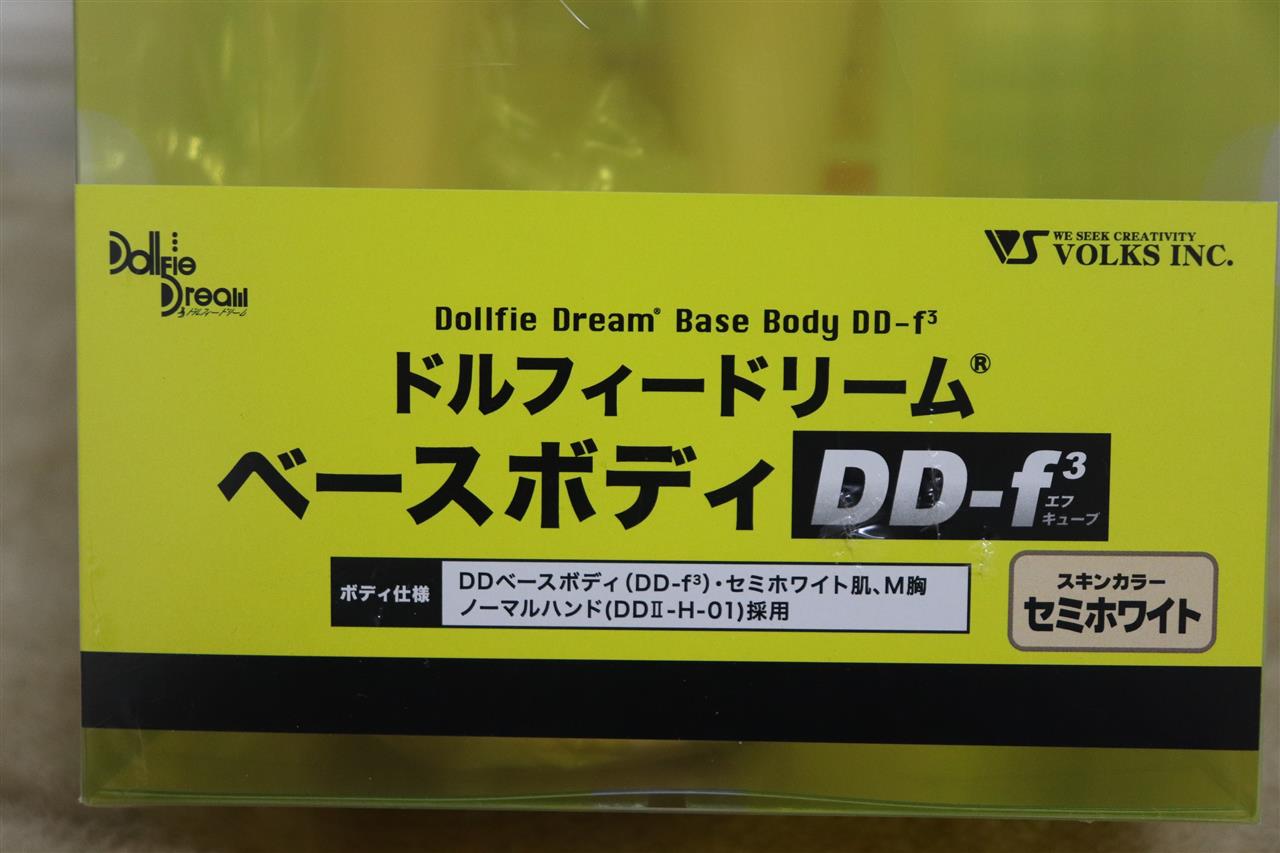 Dollfie
Dream
ドルフィードリーム
VS WE SEEK CREATIVITY
VOLKS INC.
Dollfie Dream® Base Body DD-f³
ドルフィードリーム®
ベースボディ DD-f³
エフ
キューブ
ボディ仕様
DDベースボディ(DD-f³)・セミホワイト肌、M胸
ノーマルハンド(DDⅡ-H-01)採用
スキンカラー
セミホワイト